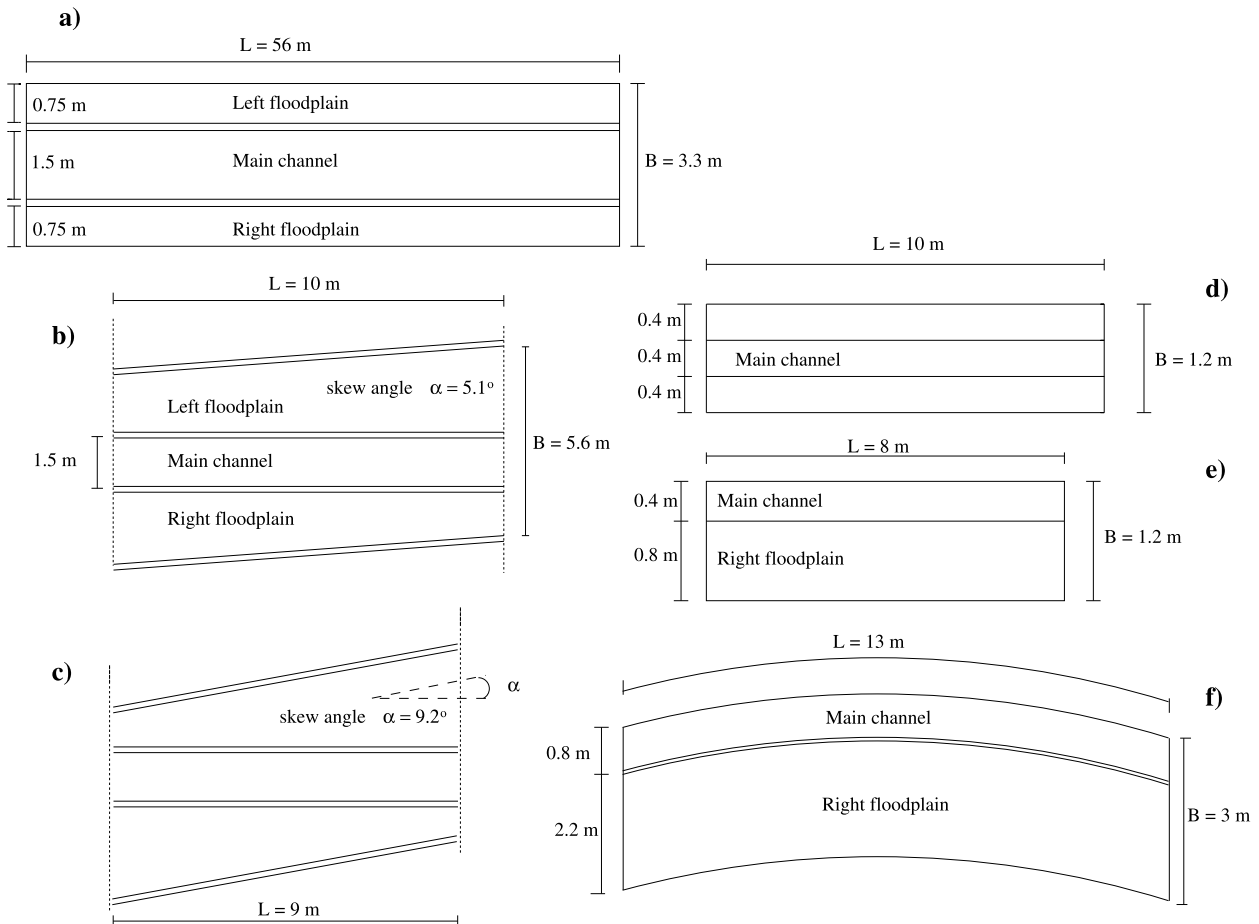 a)
L = 56 m
0.75 m
Left floodplain
1.5 m
Main channel
B = 3.3 m
0.75 m
Right floodplain
b)
L = 10 m
skew angle α = 5.1°
Left floodplain
1.5 m
Main channel
B = 5.6 m
Right floodplain
c)
α
skew angle α = 9.2°
L = 9 m
d)
L = 10 m
0.4 m
0.4 m
Main channel
B = 1.2 m
0.4 m
e)
L = 8 m
0.4 m
Main channel
B = 1.2 m
0.8 m
Right floodplain
f)
L = 13 m
Main channel
0.8 m
Right floodplain
2.2 m
B = 3 m